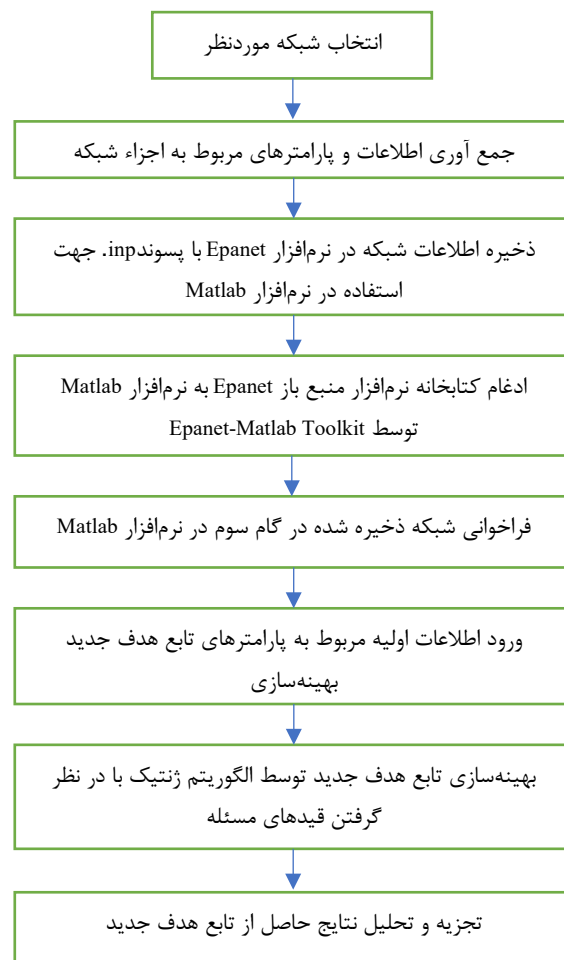 انتخاب شبکه موردنظر
جمع آوری اطلاعات و پارامترهای مربوط به اجزاء شبکه
ذخیره اطلاعات شبکه در نرم‌افزار Epanet با پسوند inp. جهت
استفاده در نرم‌افزار Matlab
ادغام کتابخانه نرم‌افزار منبع باز Epanet به نرم‌افزار Matlab
توسط Epanet-Matlab Toolkit
فراخوانی شبکه ذخیره شده در گام سوم در نرم‌افزار Matlab
ورود اطلاعات اولیه مربوط به پارامترهای تابع هدف جدید
بهینه‌سازی
بهینه‌سازی تابع هدف جدید توسط الگوریتم ژنتیک با در نظر
گرفتن قیدهای مسئله
تجزیه و تحلیل نتایج حاصل از تابع هدف جدید